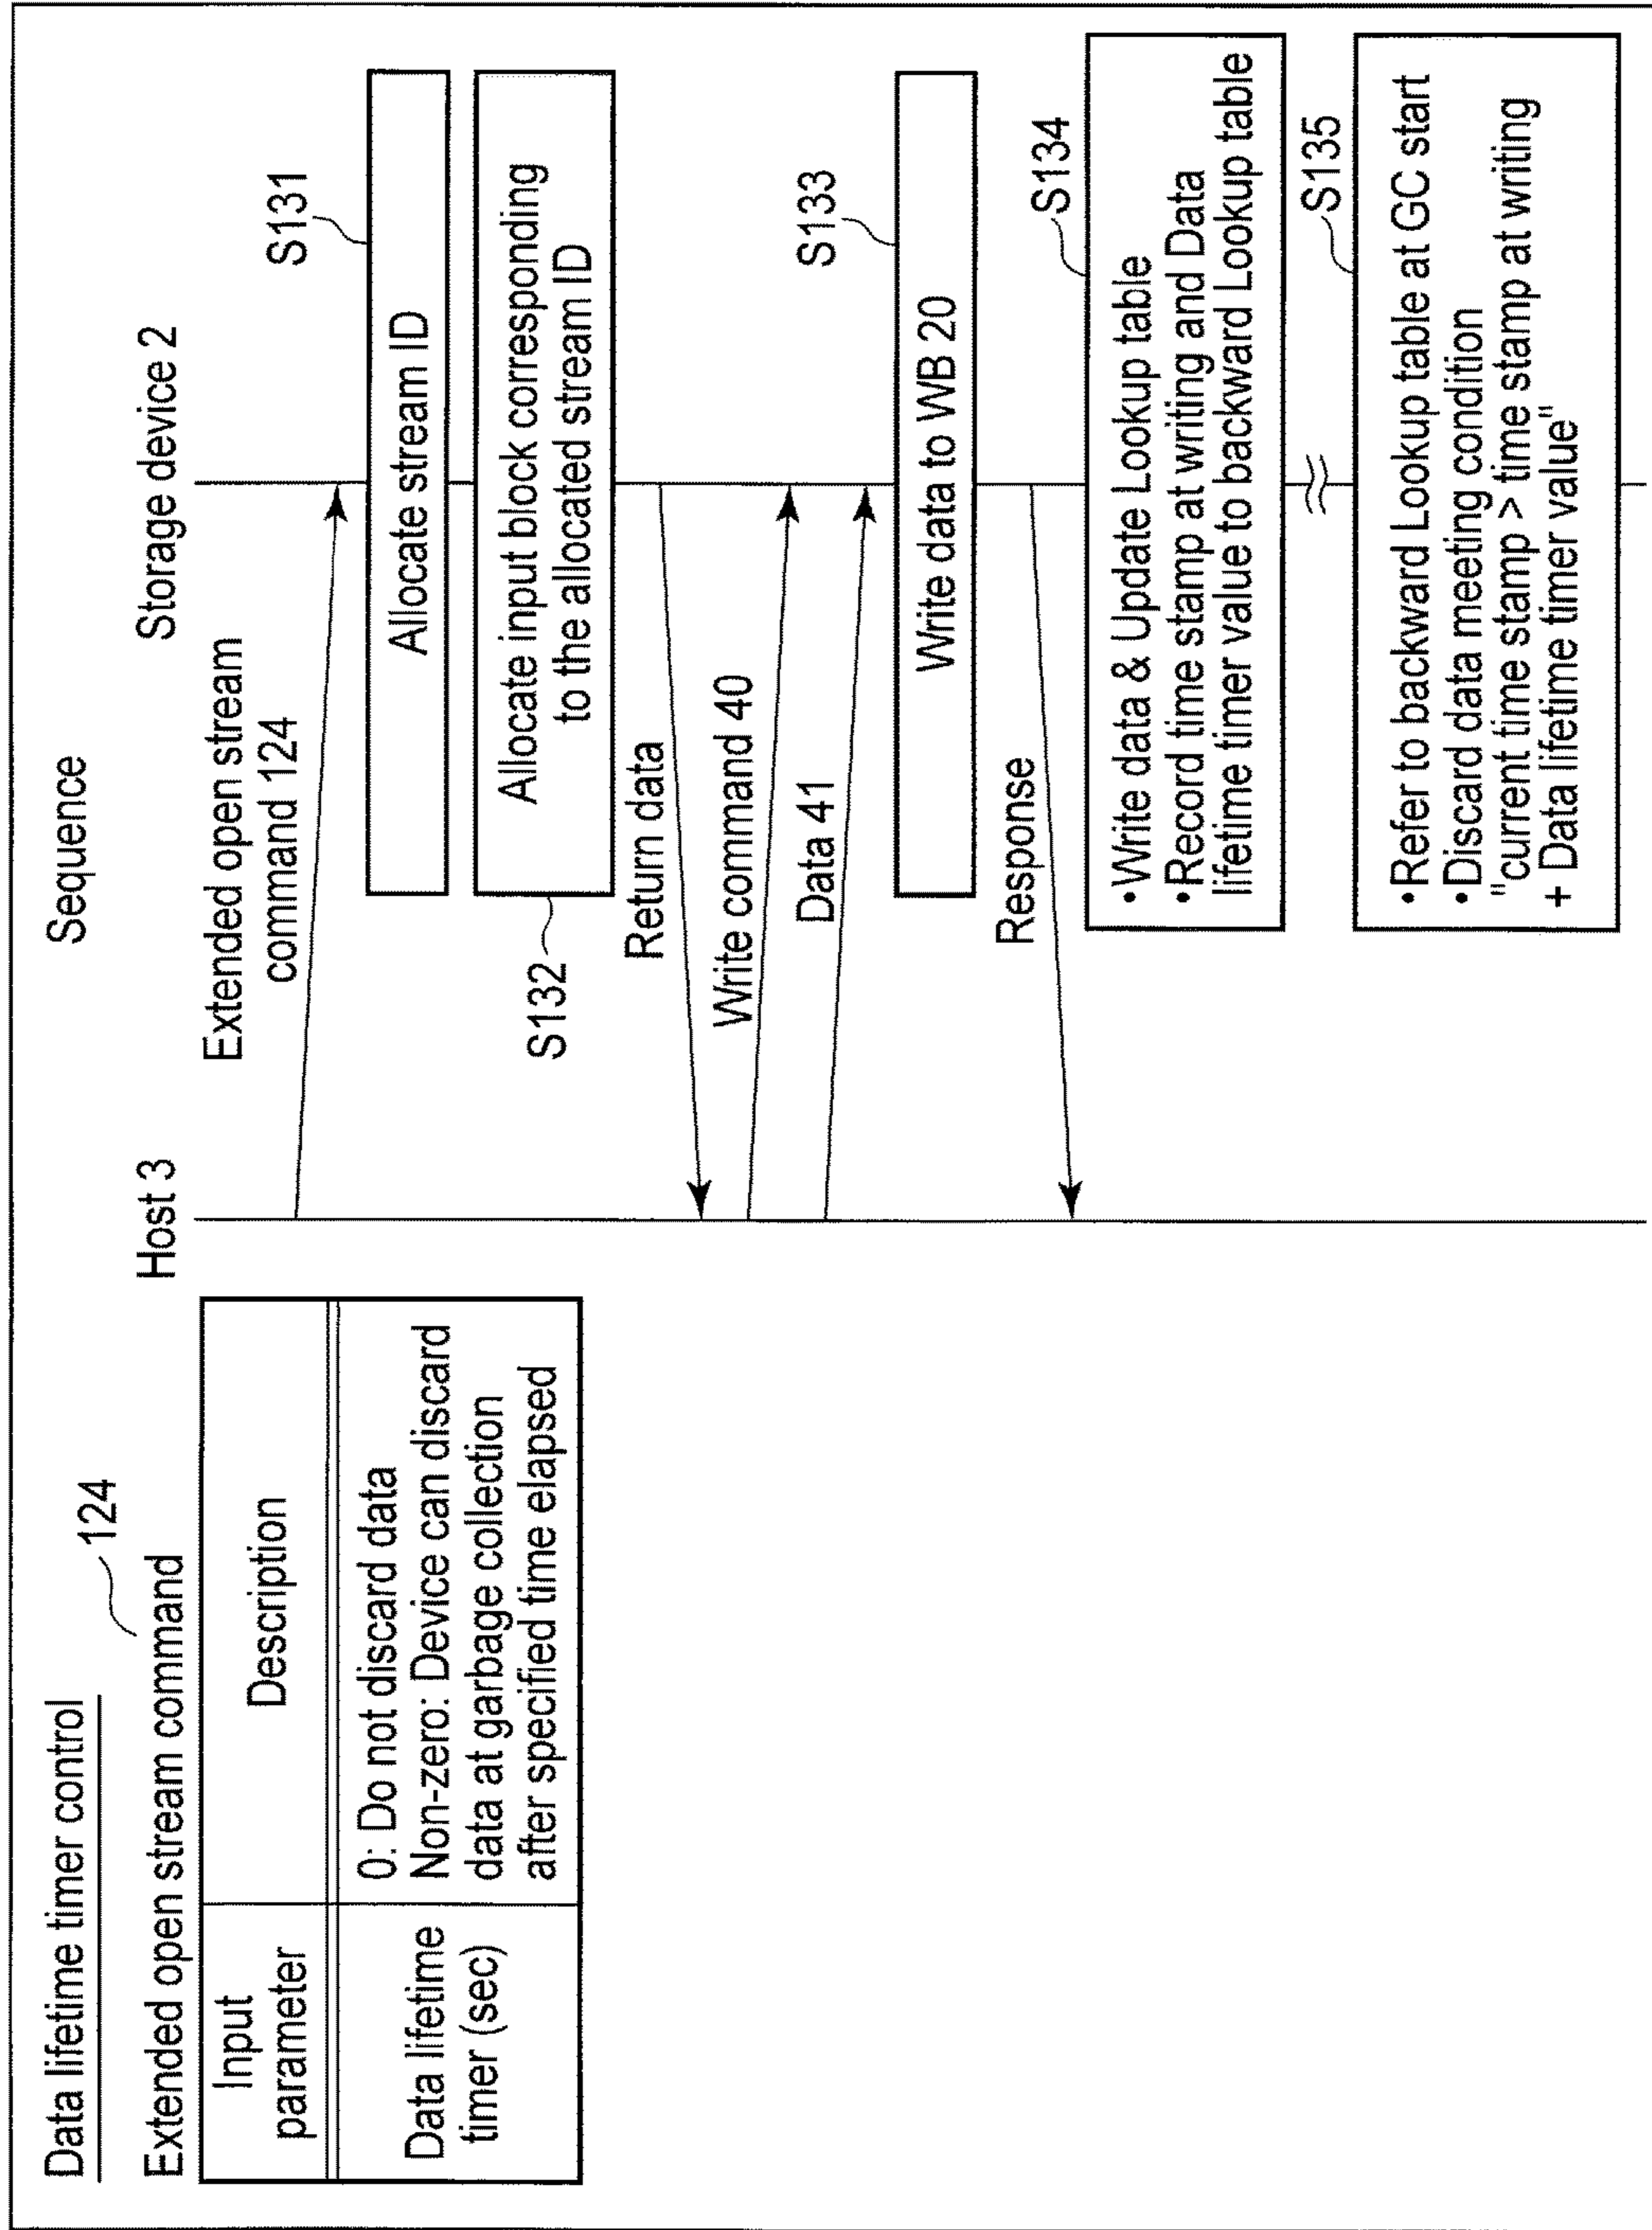 Data lifetime timer control
124
Extended open stream command
Input
parameter
Description
Data lifetime
timer (sec)
0: Do not discard data
Non-zero: Device can discard
data at garbage collection
after specified time elapsed
Sequence
Host 3
Storage device 2
Extended open stream
command 124
S131
Allocate stream ID
Allocate input block corresponding
to the allocated stream ID
S132
Return data
Write command 40
Data 41
S133
Write data to WB 20
Response
S134
•Write data & Update Lookup table
•Record time stamp at writing and Data
lifetime timer value to backward Lookup table
S135
•Refer to backward Lookup table at GC start
•Discard data meeting condition
"current time stamp > time stamp at writing
+ Data lifetime timer value"